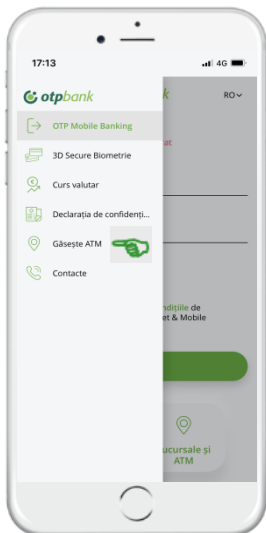 17:13
4G
otpbank
k
RO
OTP Mobile Banking
at
3D Secure Biometrie
Curs valutar
Declarația de confidenți...
Găsește ATM
Contacte
ndițiile de
et & Mobile
ucursale și
ATM